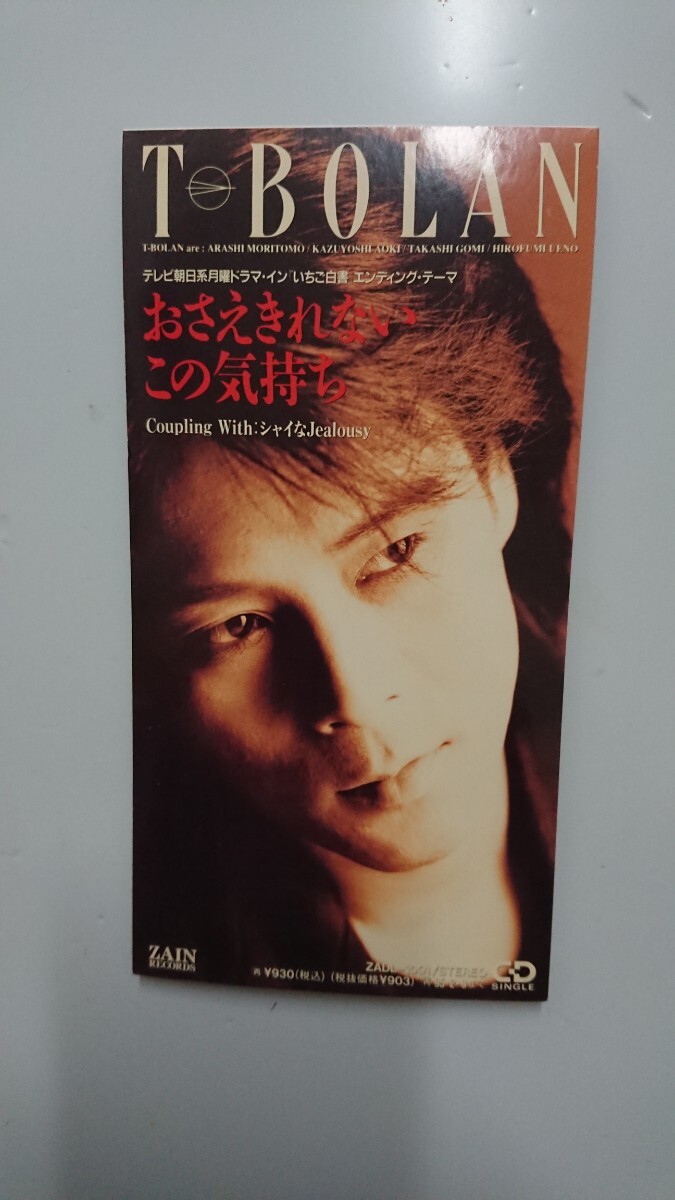 T-BOLAN
T-BOLAN are : ARASHI MORITOMO / KAZUYOSHI AOKI / TAKASHI GOMI / HIROFUMI UENO
テレビ朝日系月曜ドラマ・イン『いちご白書』エンディング・テーマ
おさえきれない
この気持ち
Coupling With:シャイなJealousy
ZAIN
RECORDS
STEREO
再 ¥930(税込) (税抜価格¥903)
CD
SINGLE